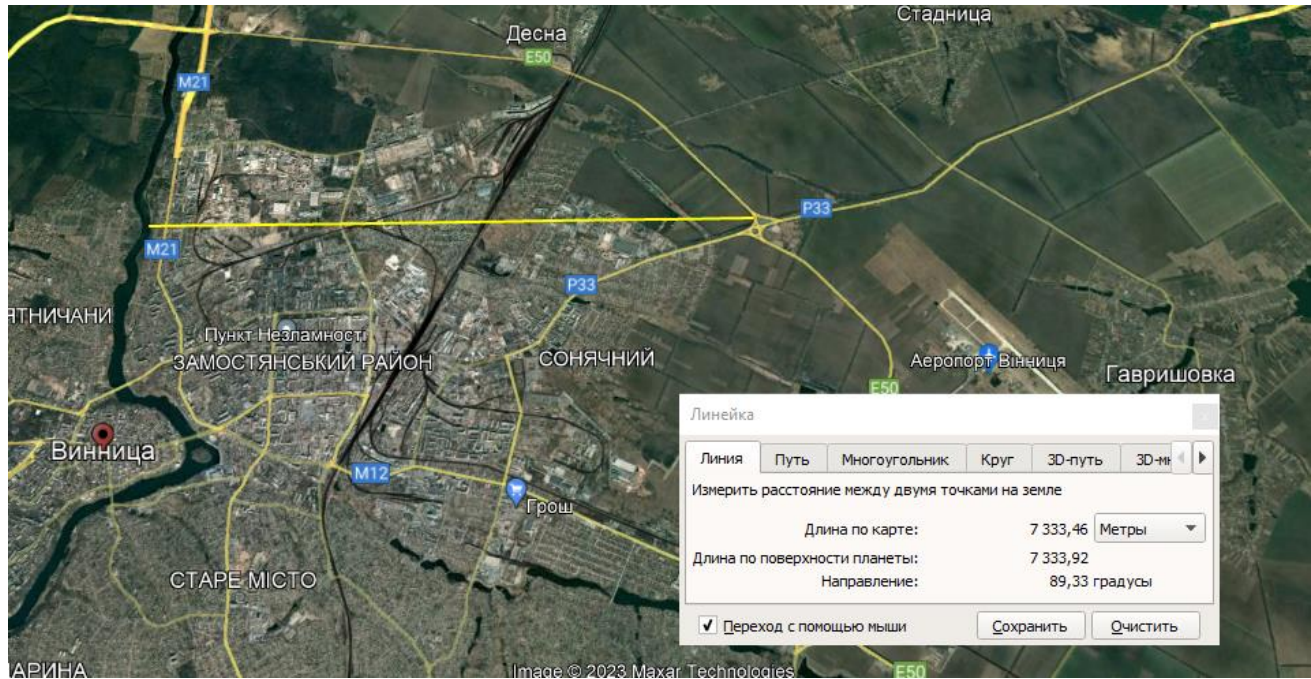 Стадница
Десна
E50
M21
P33
M21
P33
ЯТНИЧАНИ
Пункт Незламності
ЗАМОСТЯНСЬКИЙ РАЙОН
СОНЯЧНИЙ
Аеропорт Вінниця
Гавришовка
E50
Винница
M12
Грош
СТАРЕ МІСТО
Линейка
Линия Путь Многоугольник Круг 3D-путь 3D-мн
Измерить расстояние между двумя точками на земле
Длина по карте: 7 333,46 Метры
Длина по поверхности планеты: 7 333,92
Направление: 89,33 градусы
Переход с помощью мыши Сохранить Очистить
АРИНА
Image © 2023 Maxar Technologies
E50